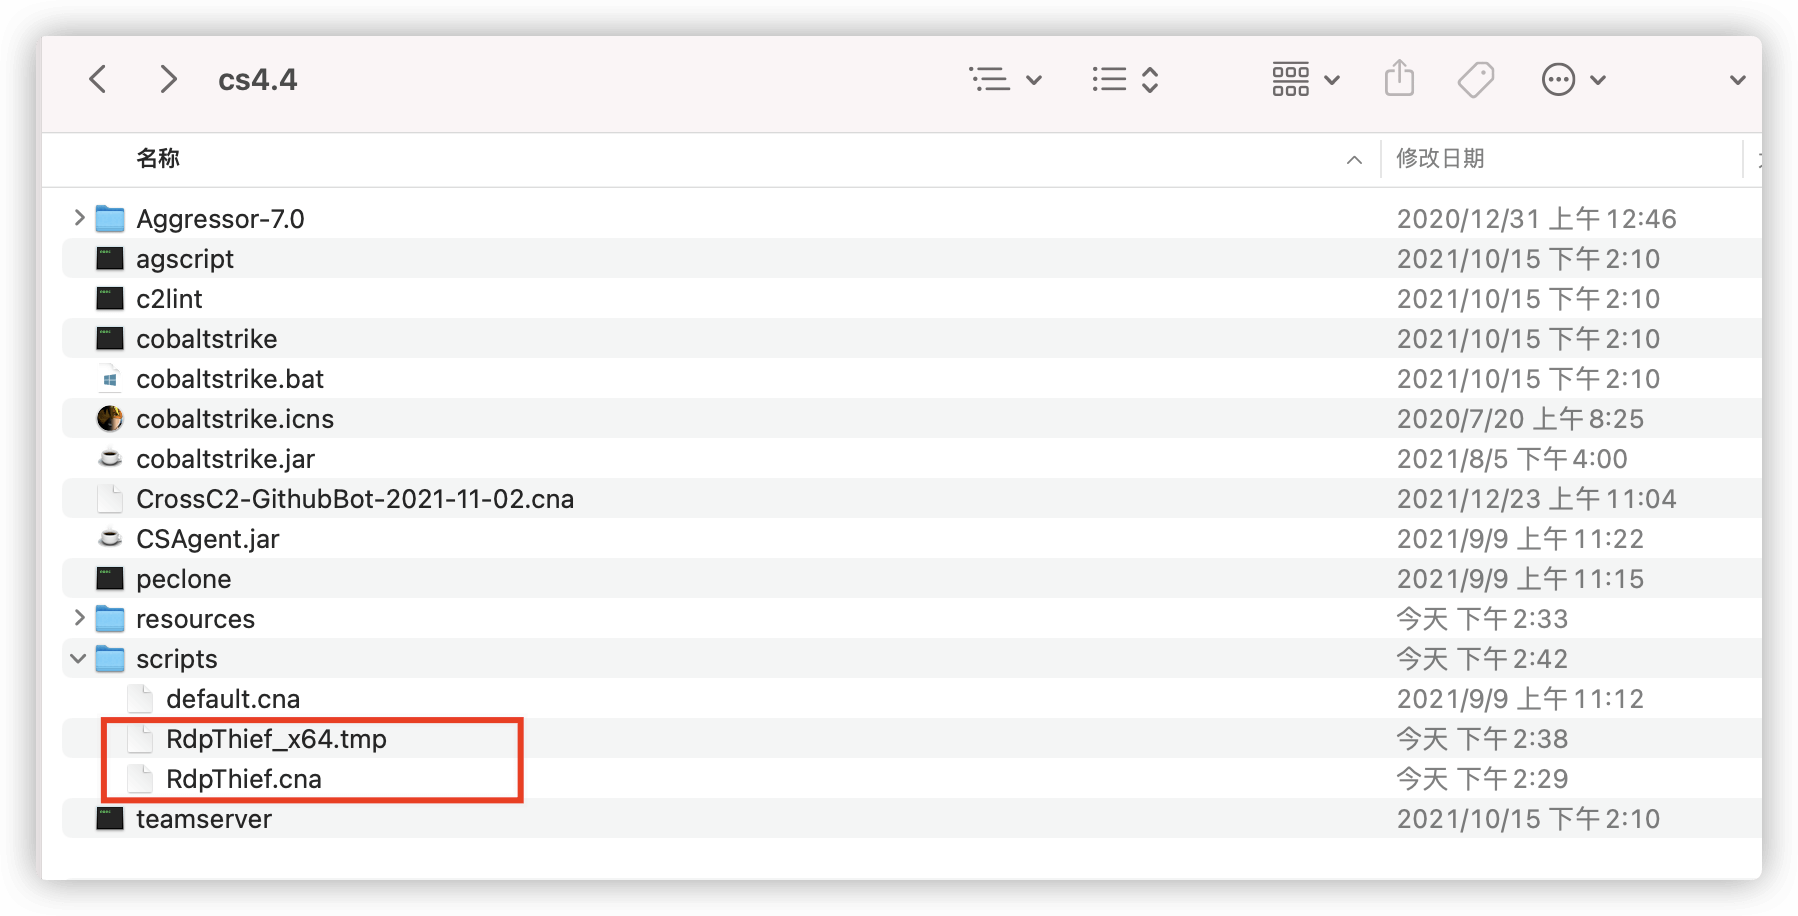 cs4.4
名称 修改日期
Aggressor-7.0 2020/12/31 上午 12:46
agscript 2021/10/15 下午 2:10
c2lint 2021/10/15 下午 2:10
cobaltstrike 2021/10/15 下午 2:10
cobaltstrike.bat 2021/10/15 下午 2:10
cobaltstrike.icns 2020/7/20 上午 8:25
cobaltstrike.jar 2021/8/5 下午 4:00
CrossC2-GithubBot-2021-11-02.cna 2021/12/23 上午 11:04
CSAgent.jar 2021/9/9 上午 11:22
peclone 2021/9/9 上午 11:15
resources 今天 下午 2:33
scripts 今天 下午 2:42
default.cna 2021/9/9 上午 11:12
RdpThief_x64.tmp 今天 下午 2:38
RdpThief.cna 今天 下午 2:29
teamserver 2021/10/15 下午 2:10